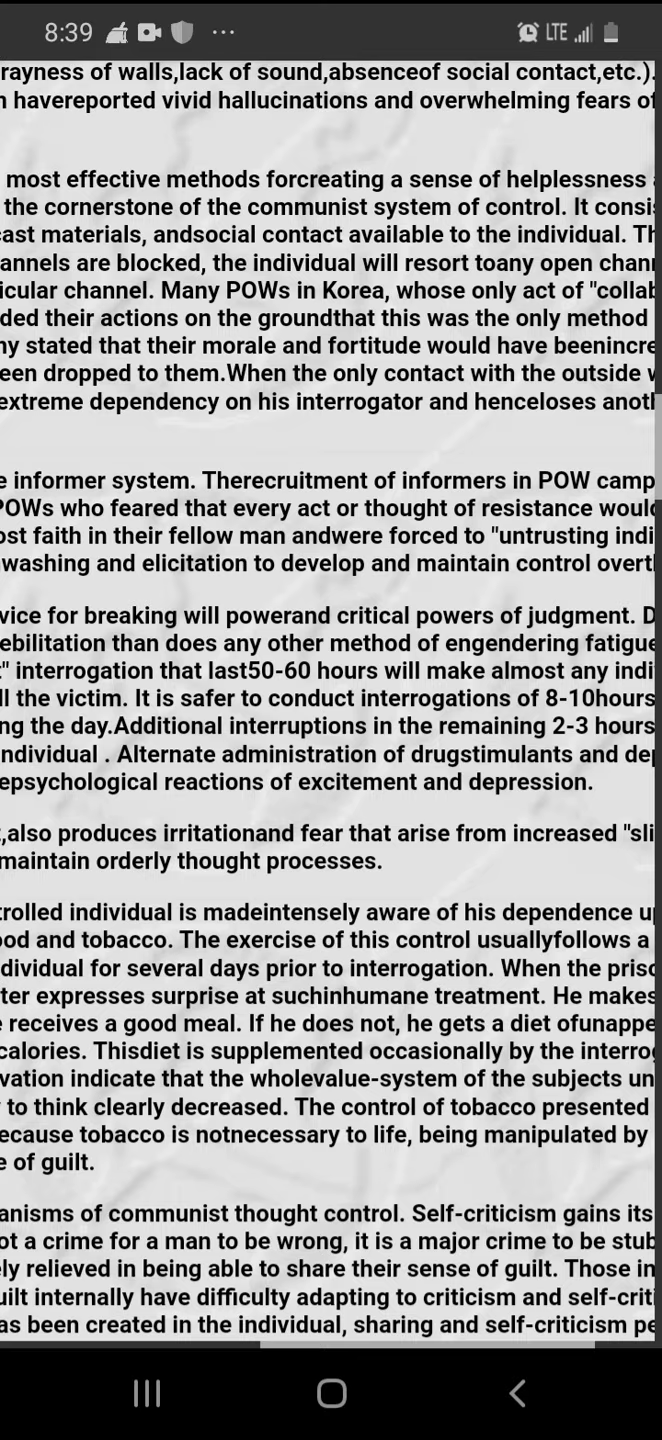 8:39
LTE
rayness of walls,lack of sound,absenceof social contact,etc.).
havereported vivid hallucinations and overwhelming fears of
most effective methods forcreating a sense of helplessness
the cornerstone of the communist system of control. It consis
cast materials, andsocial contact available to the individual. Th
annels are blocked, the individual will resort toany open chan
icular channel. Many POWs in Korea, whose only act of "collab
ded their actions on the groundthat this was the only method
ny stated that their morale and fortitude would have beenincre
een dropped to them.When the only contact with the outside w
extreme dependency on his interrogator and henceloses anot
e informer system. Therecruitment of informers in POW camp
POWs who feared that every act or thought of resistance would
ost faith in their fellow man andwere forced to "untrusting indi
washing and elicitation to develop and maintain control overt
vice for breaking will powerand critical powers of judgment. D
ebilitation than does any other method of engendering fatigue
" interrogation that last50-60 hours will make almost any indi
ll the victim. It is safer to conduct interrogations of 8-10hours
ng the day.Additional interruptions in the remaining 2-3 hours
ndividual . Alternate administration of drugstimulants and dep
epsychological reactions of excitement and depression.
,also produces irritationand fear that arise from increased "sli
maintain orderly thought processes.
trolled individual is madeintensely aware of his dependence u
ood and tobacco. The exercise of this control usuallyfollows a
dividual for several days prior to interrogation. When the priso
ter expresses surprise at suchinhumane treatment. He makes
e receives a good meal. If he does not, he gets a diet ofunappe
calories. Thisdiet is supplemented occasionally by the interrog
vation indicate that the wholevalue-system of the subjects un
to think clearly decreased. The control of tobacco presented
ecause tobacco is notnecessary to life, being manipulated by
e of guilt.
anisms of communist thought control. Self-criticism gains its
ot a crime for a man to be wrong, it is a major crime to be stub
ely relieved in being able to share their sense of guilt. Those in
uilt internally have difficulty adapting to criticism and self-criti
as been created in the individual, sharing and self-criticism pe